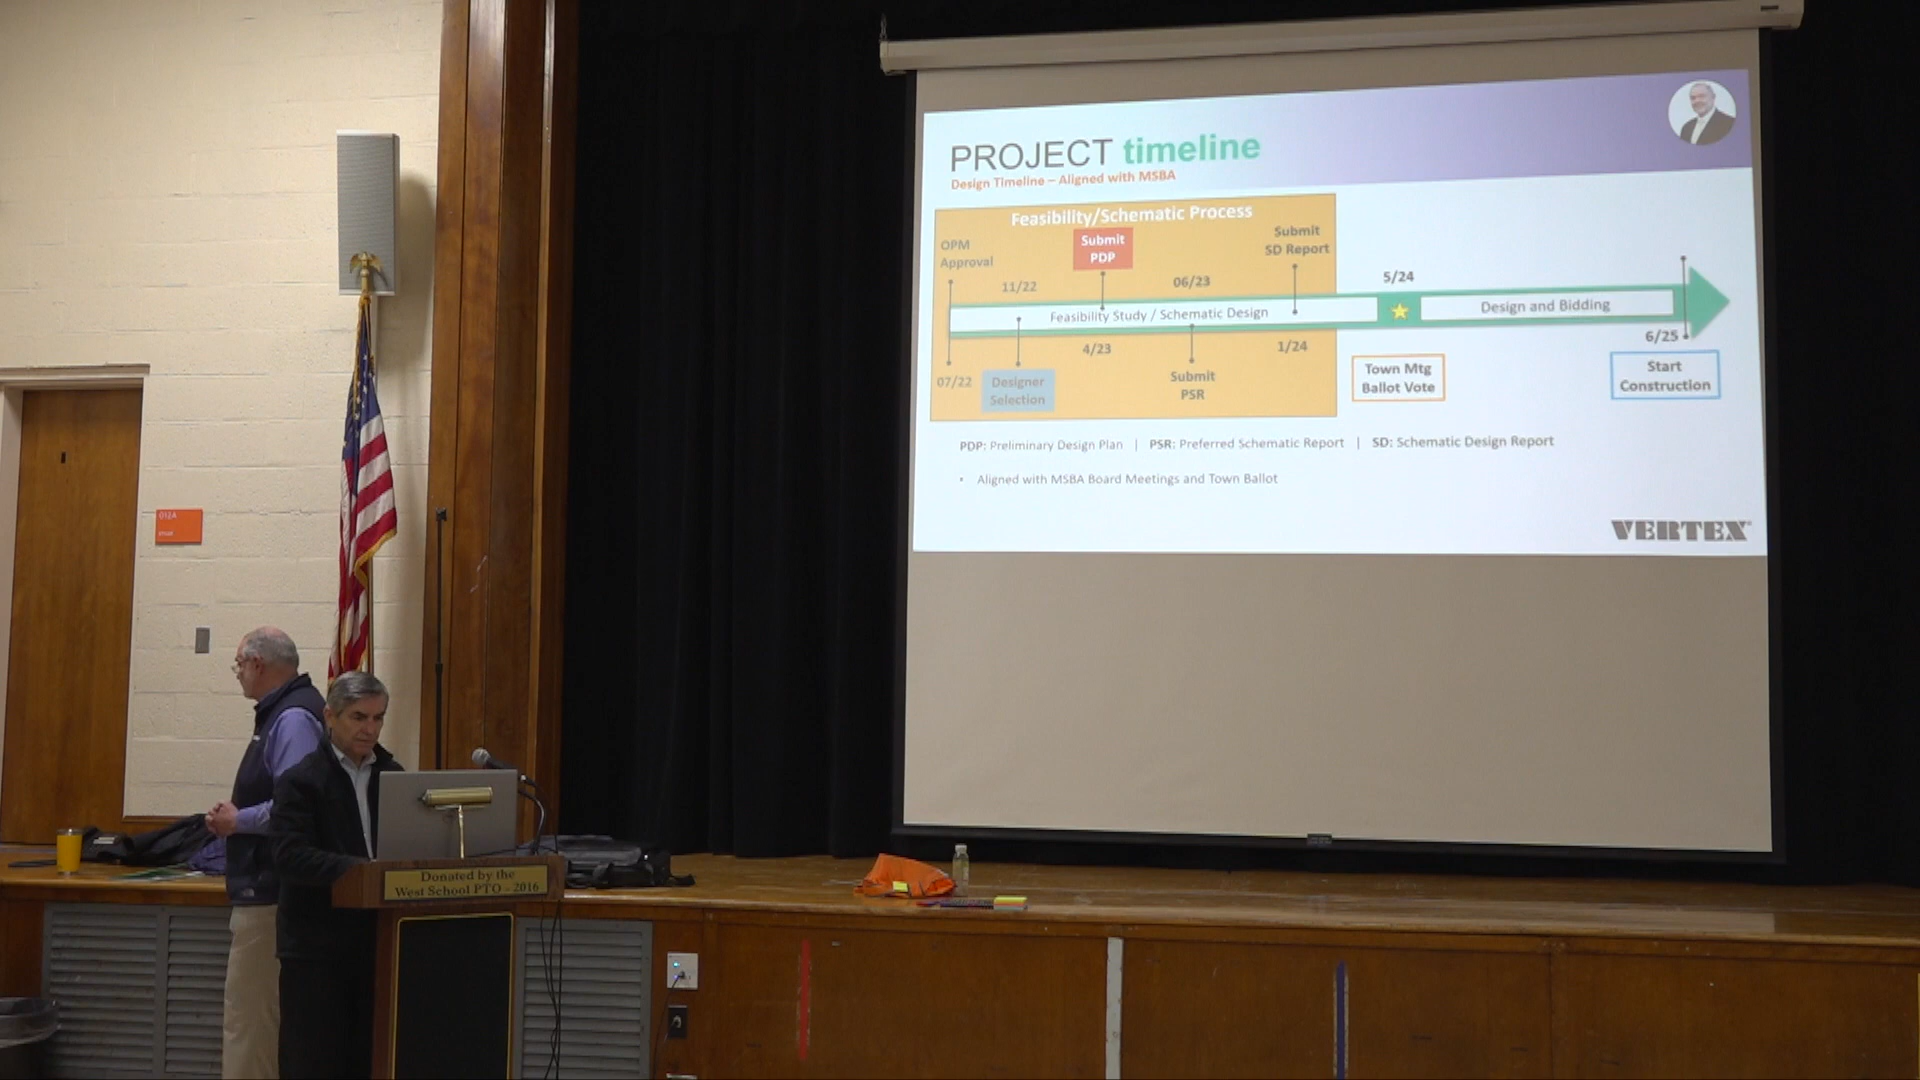 PROJECT timeline
Design Timeline – Aligned with MSBA
Feasibility/Schematic Process
OPM
Approval
Submit
PDP
Submit
SD Report
11/22
06/23
5/24
Feasibility Study / Schematic Design
Design and Bidding
4/23
1/24
6/25
07/22
Designer
Selection
Submit
PSR
Town Mtg
Ballot Vote
Start
Construction
PDP: Preliminary Design Plan | PSR: Preferred Schematic Report | SD: Schematic Design Report
• Aligned with MSBA Board Meetings and Town Ballot
VERTEX
012A
Donated by the
West School PTO - 2016